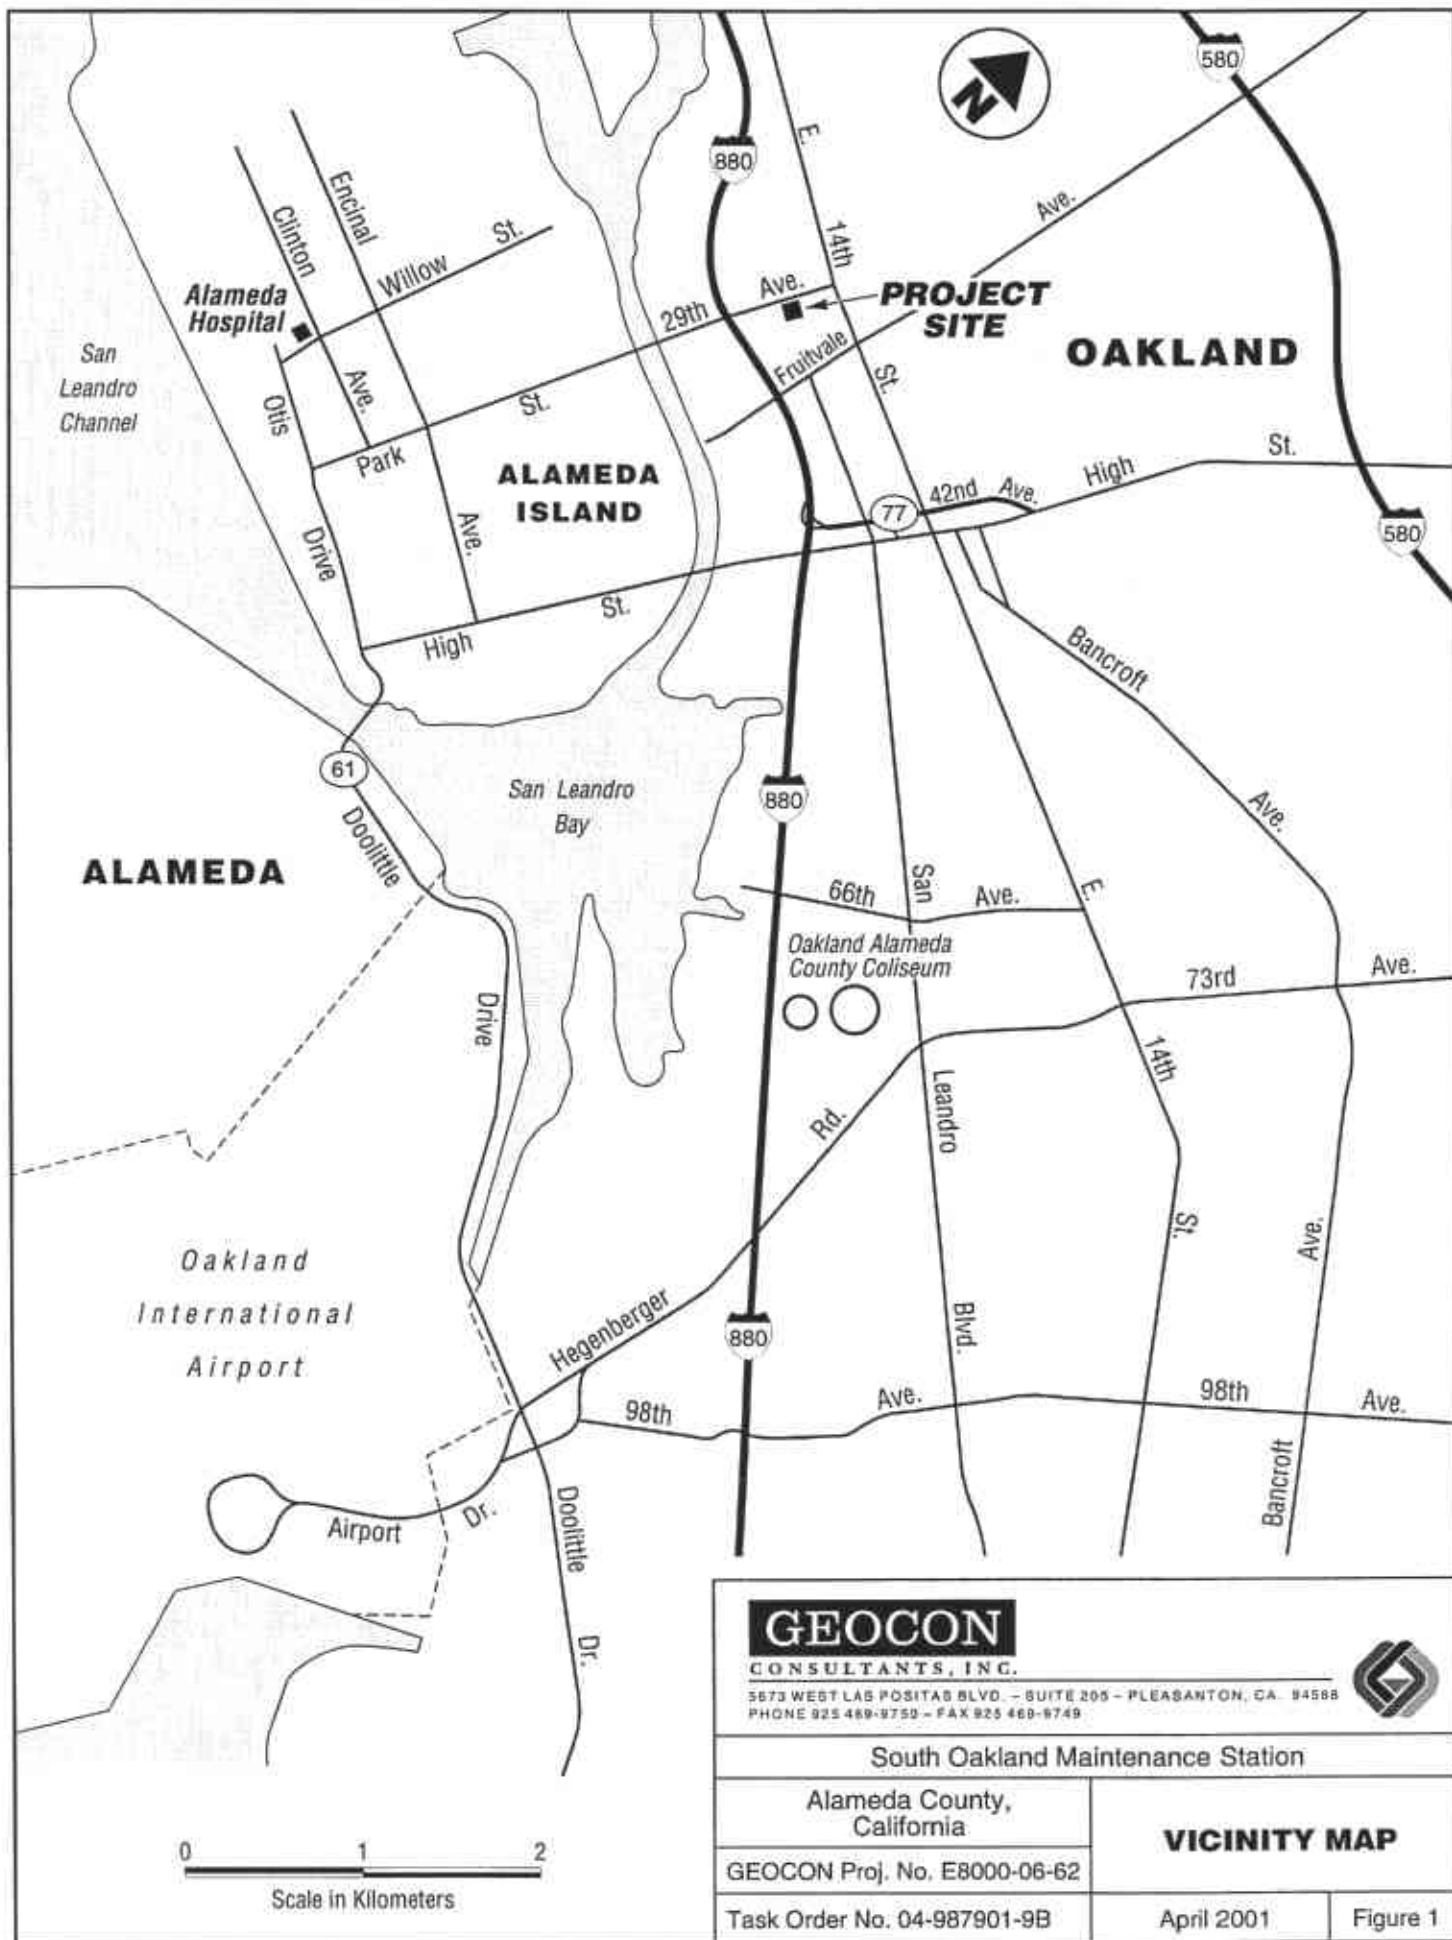 580
580
N
880
E.
Ave.
Encinal
Clinton
St.
14th
Willow
Ave.
PROJECT
SITE
Alameda
Hospital
29th
OAKLAND
San
Leandro
Channel
Fruitvale
Ave.
St.
Otis
St.
Park
ALAMEDA
ISLAND
High
St.
42nd
Ave.
77
Ave.
Drive
580
St.
High
Bancroft
61
San Leandro
Bay
880
Doolittle
Ave.
ALAMEDA
66th
San
Ave.
E.
Oakland Alameda
County Coliseum
73rd
Ave.
Drive
14th
Leandro
Rd.
St.
Ave.
Oakland
International
Airport
Hegenberger
880
Blvd.
98th
Ave.
98th
Ave.
Bancroft
Airport
Dr.
Doolittle
Dr.
GEOCON
CONSULTANTS, INC.
5673 WEST LAS POSITAS BLVD. – SUITE 205 – PLEASANTON, CA. 94588
PHONE 925 469-9750 – FAX 925 469-9749
South Oakland Maintenance Station
Alameda County,
California
VICINITY MAP
GEOCON Proj. No. E8000-06-62
Task Order No. 04-987901-9B
April 2001
Figure 1
0 1 2
Scale in Kilometers